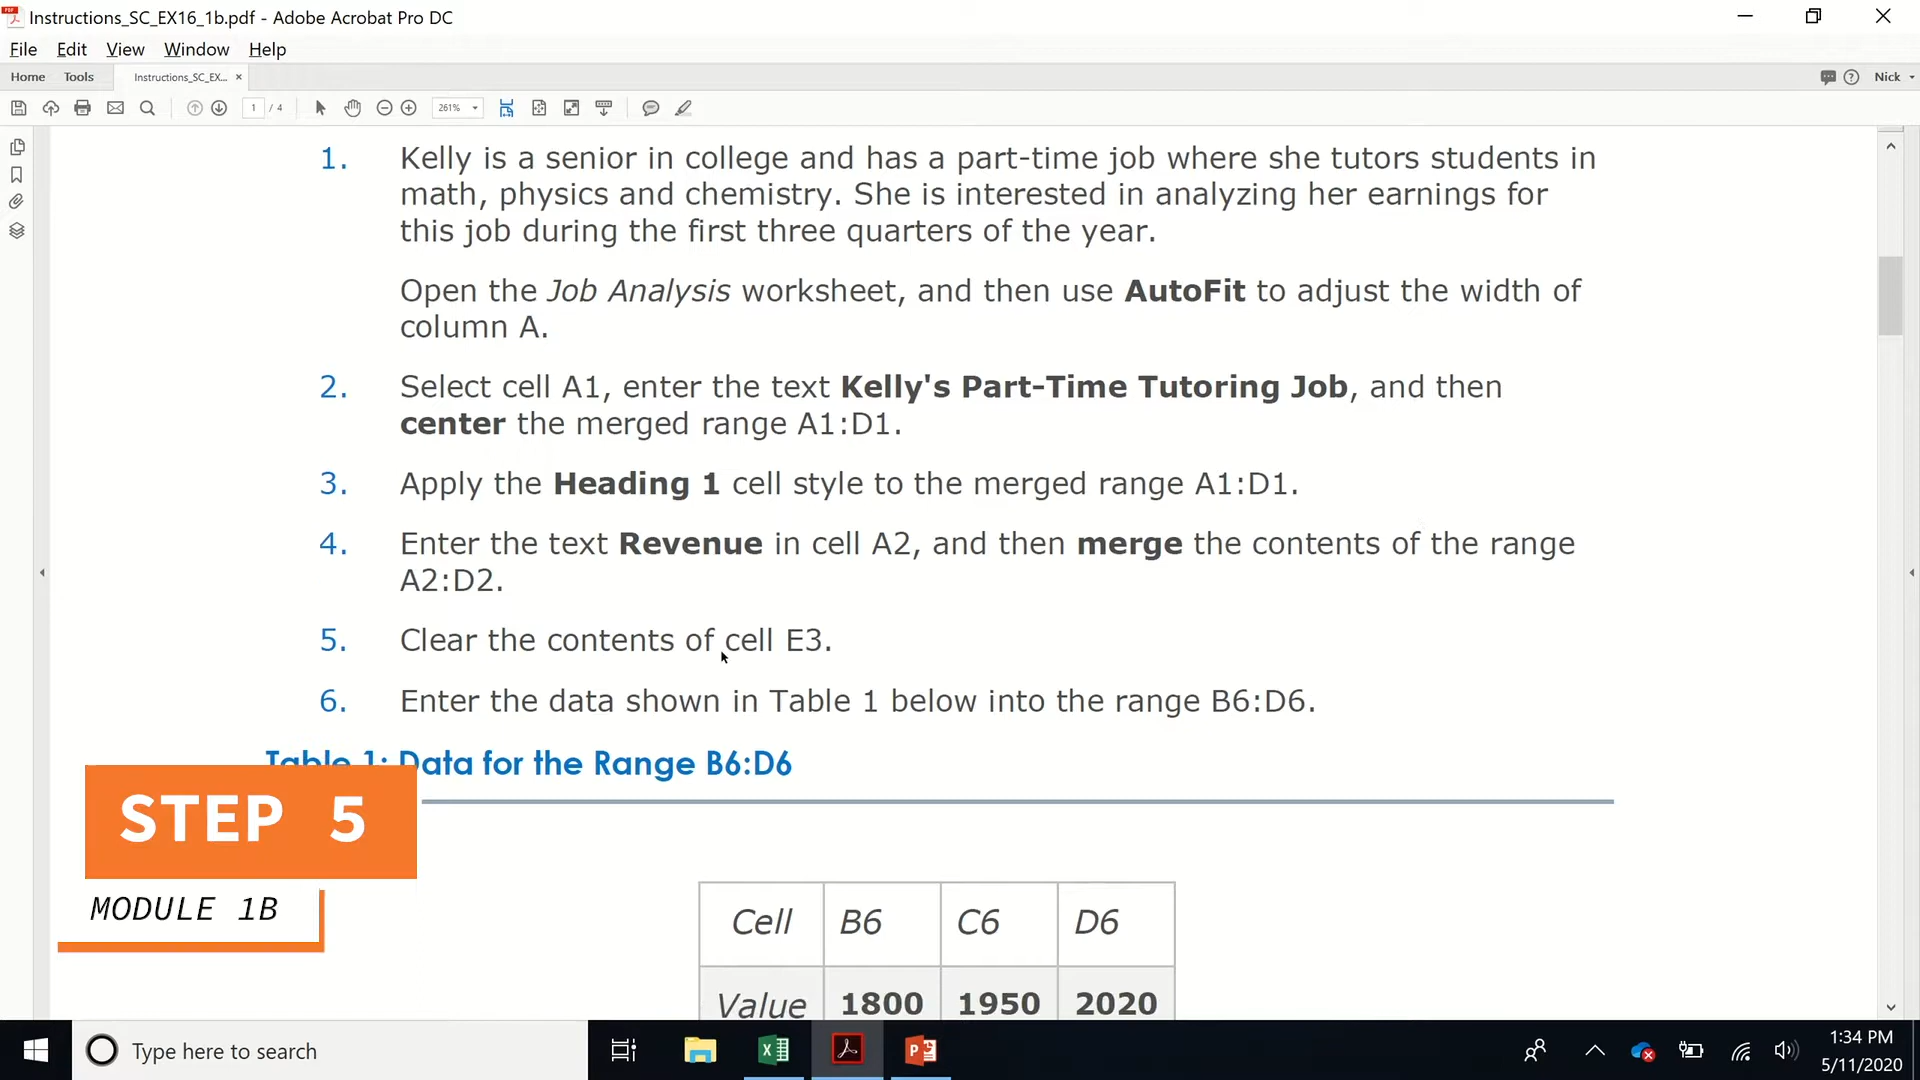 Instructions_SC_EX16_1b.pdf - Adobe Acrobat Pro DC
File Edit View Window Help
Home Tools Instructions_SC_EX... × Nick
1 / 4 261%
1. Kelly is a senior in college and has a part-time job where she tutors students in
math, physics and chemistry. She is interested in analyzing her earnings for
this job during the first three quarters of the year.
Open the Job Analysis worksheet, and then use AutoFit to adjust the width of
column A.
2. Select cell A1, enter the text Kelly's Part-Time Tutoring Job, and then
center the merged range A1:D1.
3. Apply the Heading 1 cell style to the merged range A1:D1.
4. Enter the text Revenue in cell A2, and then merge the contents of the range
A2:D2.
5. Clear the contents of cell E3.
6. Enter the data shown in Table 1 below into the range B6:D6.
Table 1: Data for the Range B6:D6
STEP 5
MODULE 1B
Cell B6 C6 D6
Value 1800 1950 2020
Type here to search
1:34 PM
5/11/2020